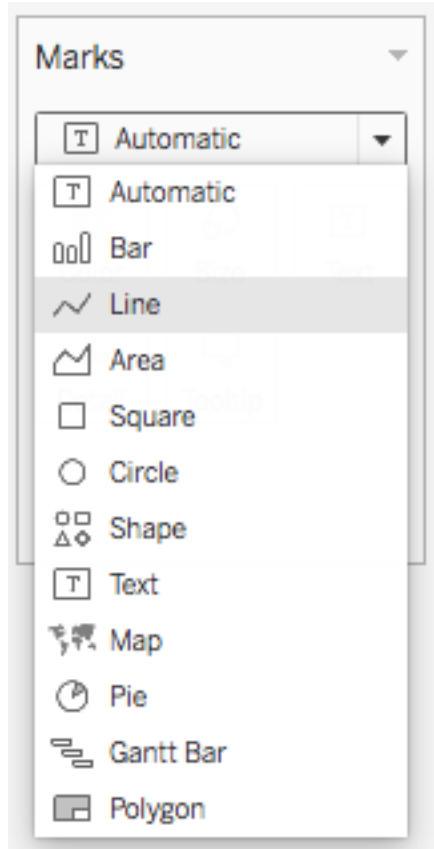 Marks
Automatic
Automatic
Bar
Line
Area
Square
Circle
Shape
Text
Map
Pie
Gantt Bar
Polygon